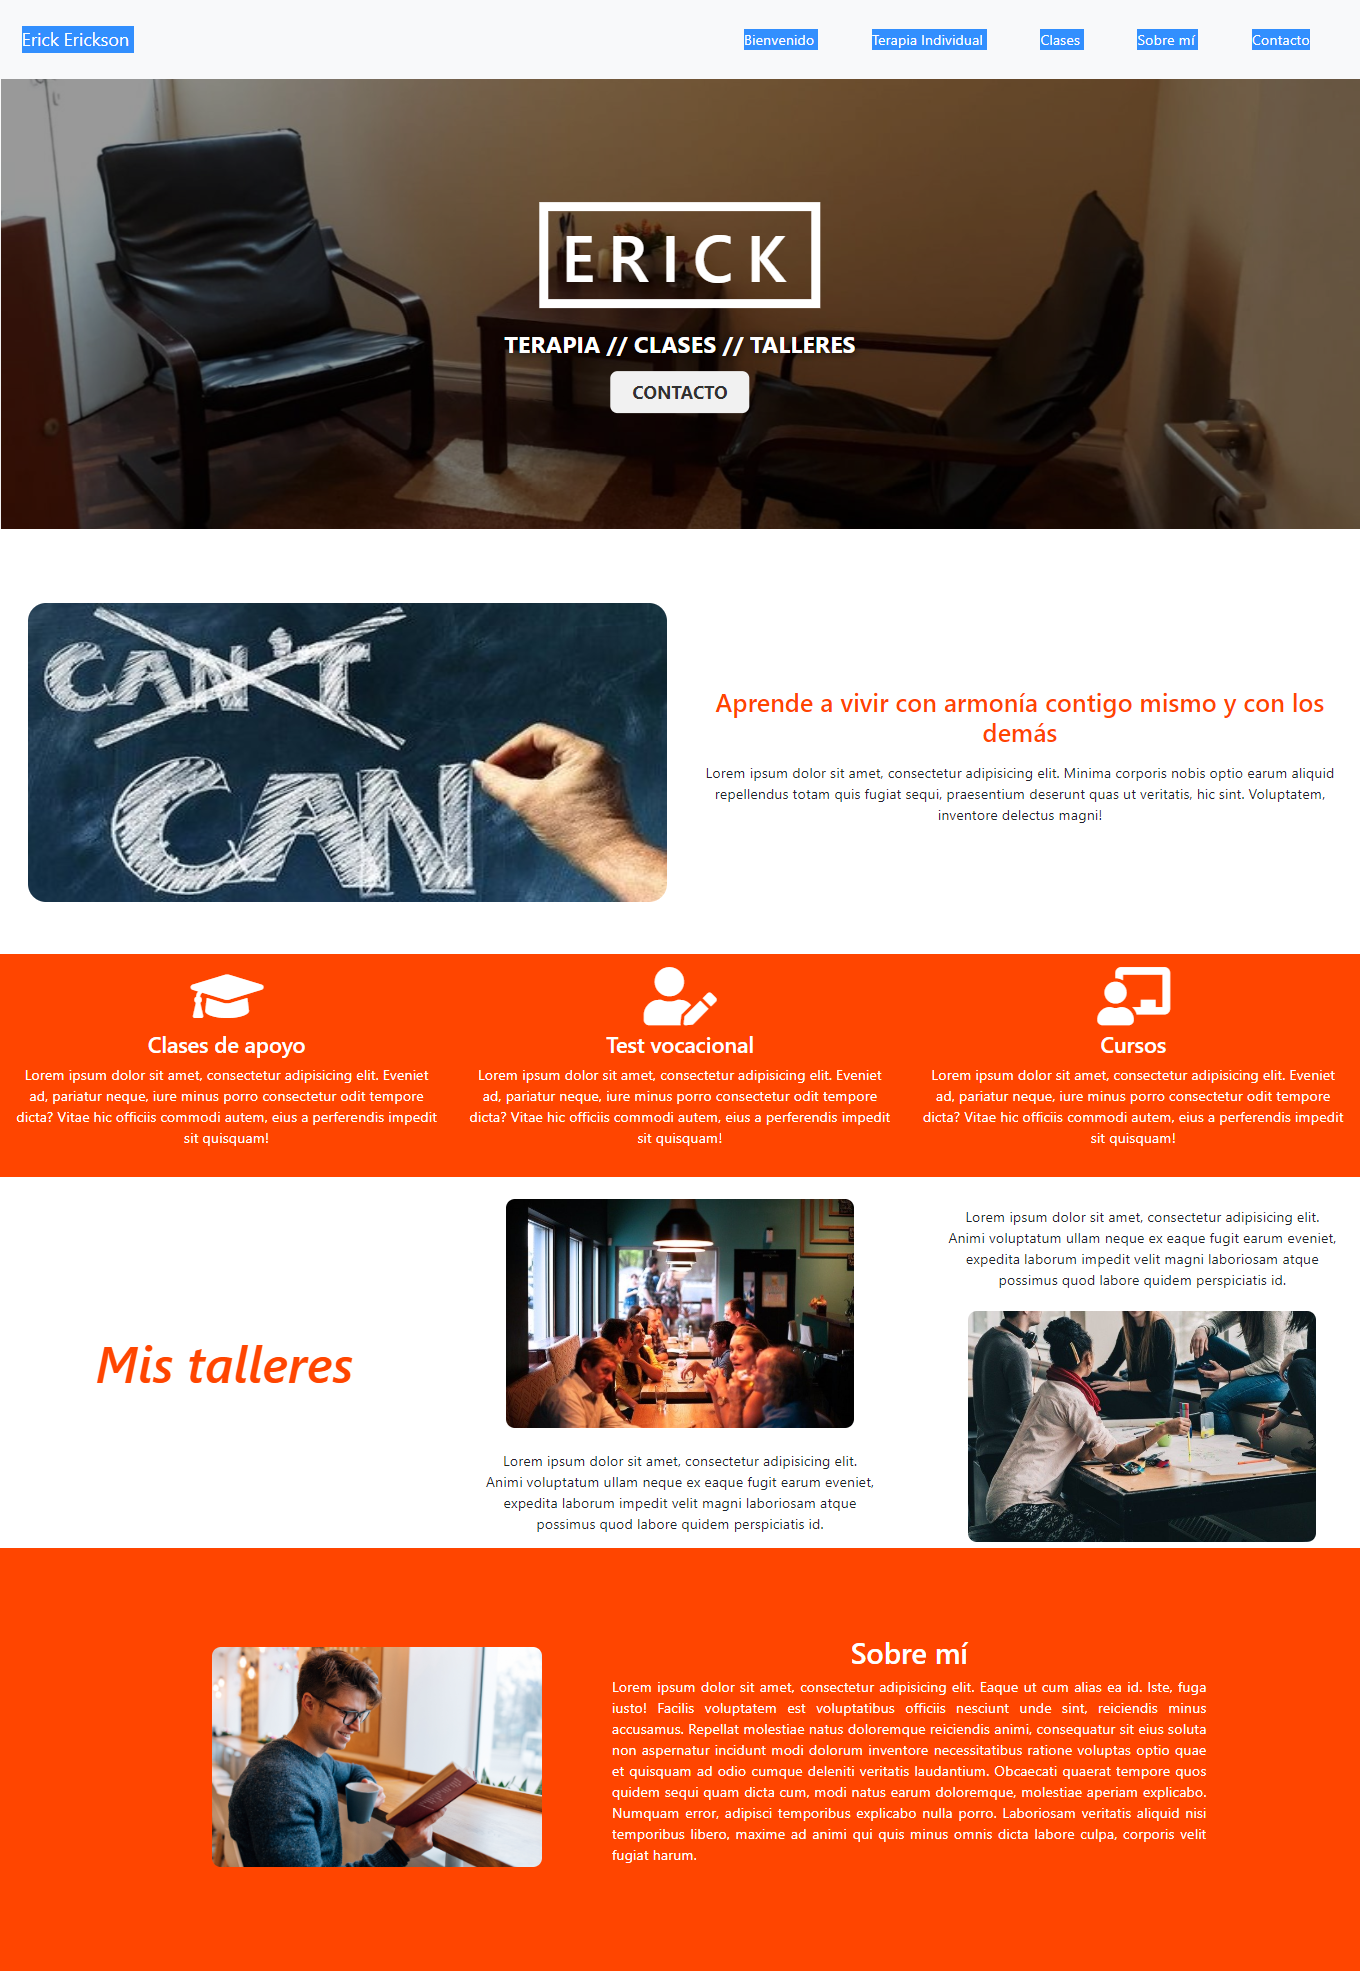 Erick Erickson
Bienvenido
Terapia Individual
Clases
Sobre mí
Contacto
ERICK
TERAPIA // CLASES // TALLERES
CONTACTO
CAN'T
CAN
Aprende a vivir con armonía contigo mismo y con los
demás
Lorem ipsum dolor sit amet, consectetur adipisicing elit. Minima corporis nobis optio earum aliquid
repellendus totam quis fugiat sequi, praesentium deserunt quas ut veritatis, hic sint. Voluptatem,
inventore delectus magni!
Clases de apoyo
Lorem ipsum dolor sit amet, consectetur adipisicing elit. Eveniet
ad, pariatur neque, iure minus porro consectetur odit tempore
dicta? Vitae hic officiis commodi autem, eius a perferendis impedit
sit quisquam!
Test vocacional
Lorem ipsum dolor sit amet, consectetur adipisicing elit. Eveniet
ad, pariatur neque, iure minus porro consectetur odit tempore
dicta? Vitae hic officiis commodi autem, eius a perferendis impedit
sit quisquam!
Cursos
Lorem ipsum dolor sit amet, consectetur adipisicing elit. Eveniet
ad, pariatur neque, iure minus porro consectetur odit tempore
dicta? Vitae hic officiis commodi autem, eius a perferendis impedit
sit quisquam!
Mis talleres
Lorem ipsum dolor sit amet, consectetur adipisicing elit.
Animi voluptatum ullam neque ex eaque fugit earum eveniet,
expedita laborum impedit velit magni laboriosam atque
possimus quod labore quidem perspiciatis id.
Lorem ipsum dolor sit amet, consectetur adipisicing elit.
Animi voluptatum ullam neque ex eaque fugit earum eveniet,
expedita laborum impedit velit magni laboriosam atque
possimus quod labore quidem perspiciatis id.
Sobre mí
Lorem ipsum dolor sit amet, consectetur adipisicing elit. Eaque ut cum alias ea id. Iste, fuga
iusto! Facilis voluptatem est voluptatibus officiis nesciunt unde sint, reiciendis minus
accusamus. Repellat molestiae natus doloremque reiciendis animi, consequatur sit eius soluta
non aspernatur incidunt modi dolorum inventore necessitatibus ratione voluptas optio quae
et quisquam ad odio cumque deleniti veritatis laudantium. Obcaecati quaerat tempore quos
quidem sequi quam dicta cum, modi natus earum doloremque, molestiae aperiam explicabo.
Numquam error, adipisci temporibus explicabo nulla porro. Laboriosam veritatis aliquid nisi
temporibus libero, maxime ad animi qui quis minus omnis dicta labore culpa, corporis velit
fugiat harum.